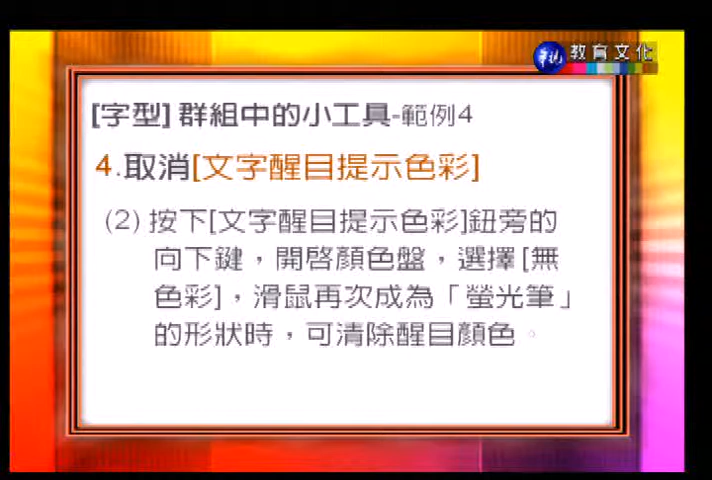 華視 教育文化
[字型] 群組中的小工具-範例4
4.取消[文字醒目提示色彩]
(2) 按下[文字醒目提示色彩]鈕旁的
向下鍵，開啓顏色盤，選擇[無
色彩]，滑鼠再次成為「螢光筆」
的形狀時，可清除醒目顏色。